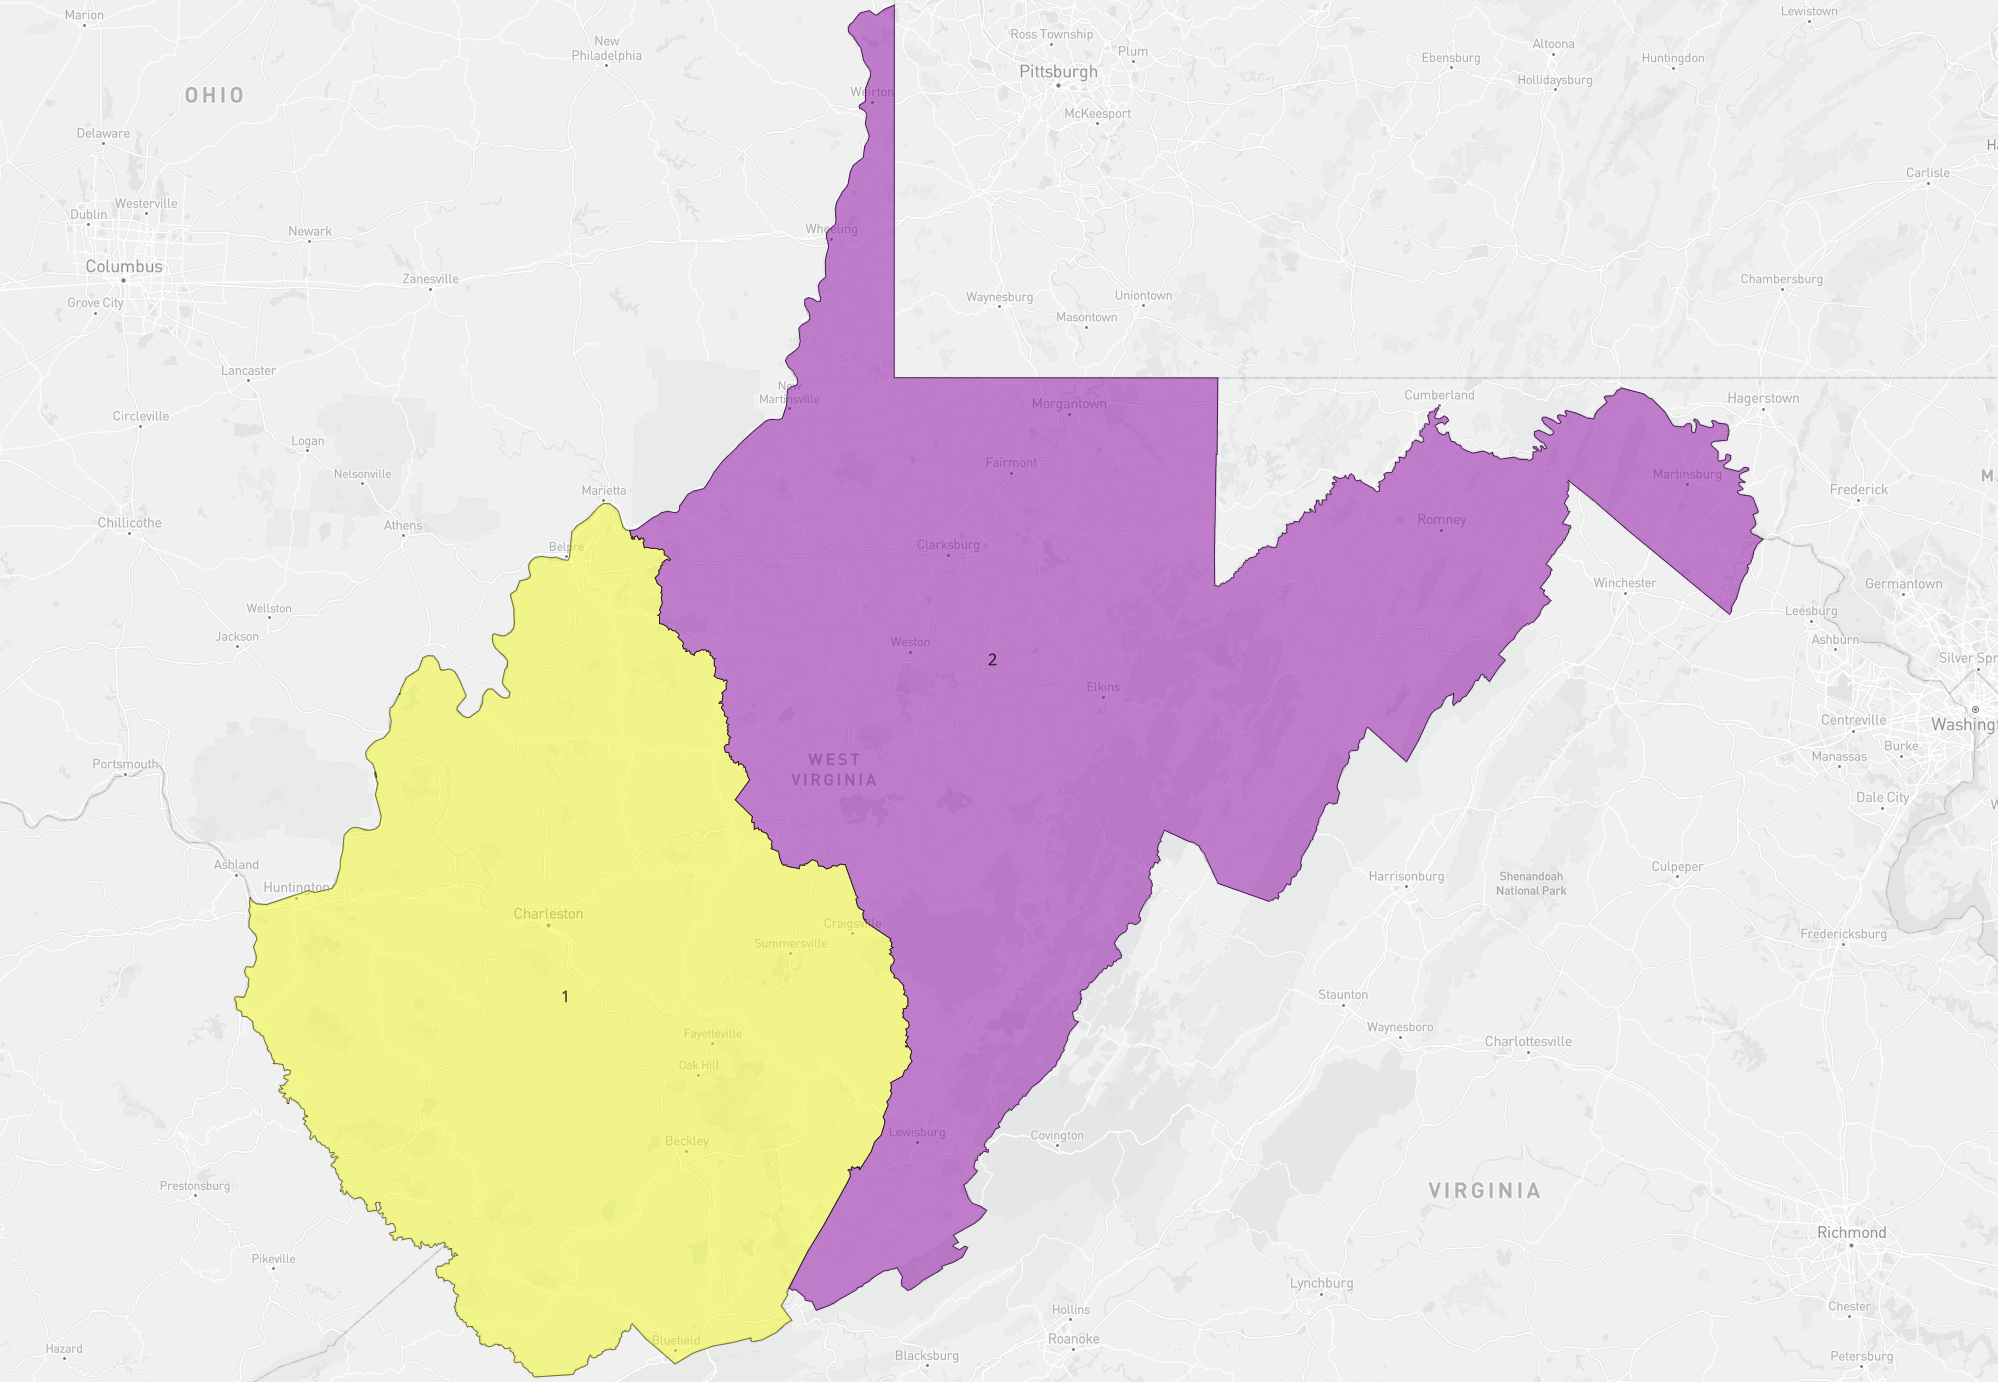 Marion
New
Philadelphia
Ross Township
Plum
Pittsburgh
McKeesport
Ebensburg
Altoona
Hollidaysburg
Huntingdon
Lewistown
OHIO
Weirton
Delaware
Carlisle
Dublin
Westerville
Newark
Wheeling
Columbus
Zanesville
Grove City
Waynesburg
Uniontown
Masontown
Chambersburg
Lancaster
New
Martinsville
Morgantown
Cumberland
Hagerstown
Circleville
Logan
Nelsonville
Fairmont
Martinsburg
Marietta
Frederick
Chillicothe
Athens
Belpre
Clarksburg
Romney
Winchester
Germantown
Wellston
Jackson
Weston
Leesburg
Ashburn
Silver Spri
2
Elkins
Centreville
Washingt
Burke
Manassas
Portsmouth
WEST
VIRGINIA
Dale City
Ashland
Huntington
Harrisonburg
Shenandoah
National Park
Culpeper
Charleston
Craigsville
Summersville
Fredericksburg
1
Staunton
Fayetteville
Waynesboro
Charlottesville
Oak Hill
Beckley
Lewisburg
Covington
Prestonsburg
VIRGINIA
Pikeville
Richmond
Lynchburg
Hollins
Chester
Bluefield
Roanoke
Hazard
Blacksburg
Petersburg